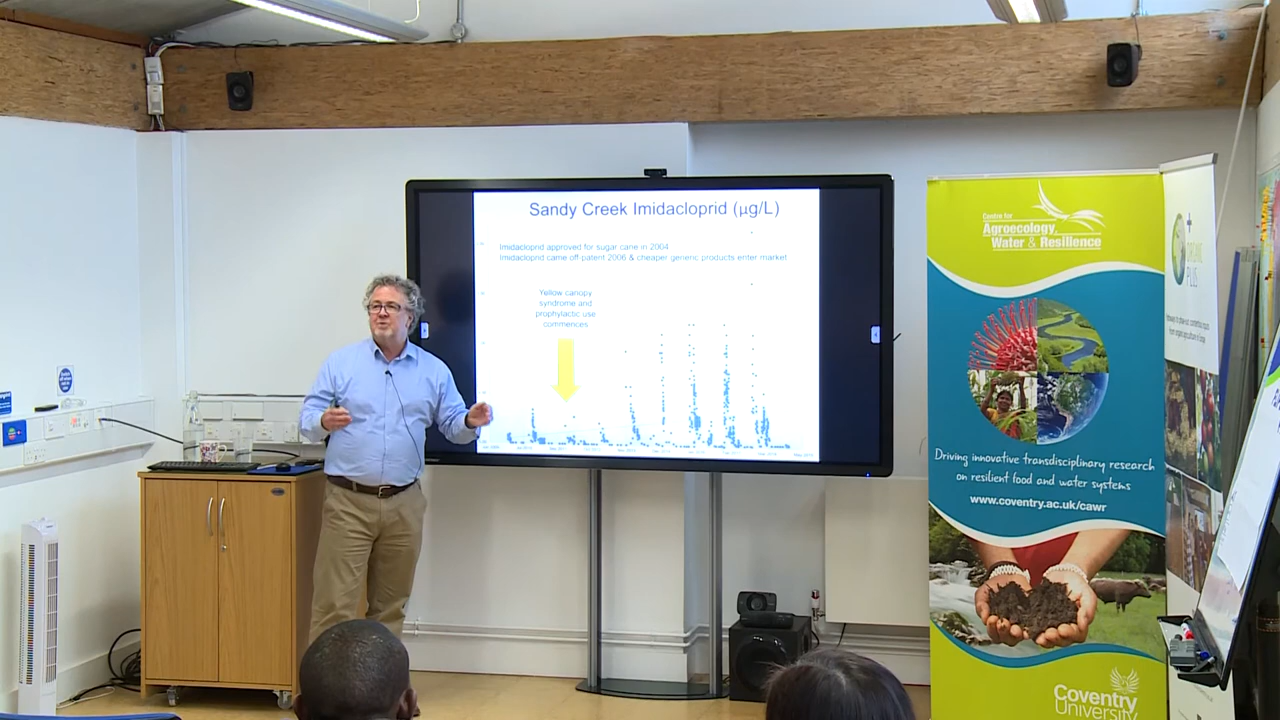 Sandy Creek Imidacloprid (µg/L)
Imidacloprid approved for sugar cane in 2004
Imidacloprid came off patent 2006 & cheaper generic products enter market
Yellow canopy
syndrome and
prophylactic use
commences
Centre for
Agroecology,
Water & Resilience
Driving innovative transdisciplinary research
on resilient food and water systems
www.coventry.ac.uk/cawr
Coventry
University